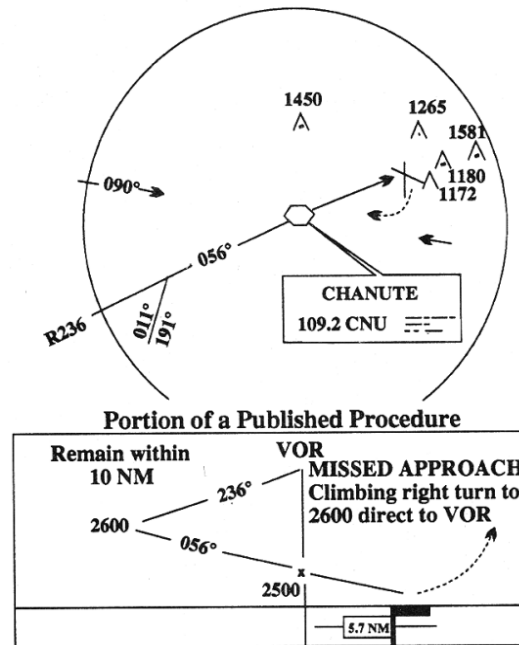 1450
1265
1581
1180
1172
090°
056°
R236
011°
191°
CHANUTE
109.2 CNU
Portion of a Published Procedure
Remain within
10 NM
VOR
MISSED APPROACH
Climbing right turn to
2600 direct to VOR
236°
2600
056°
x
2500
5.7 NM